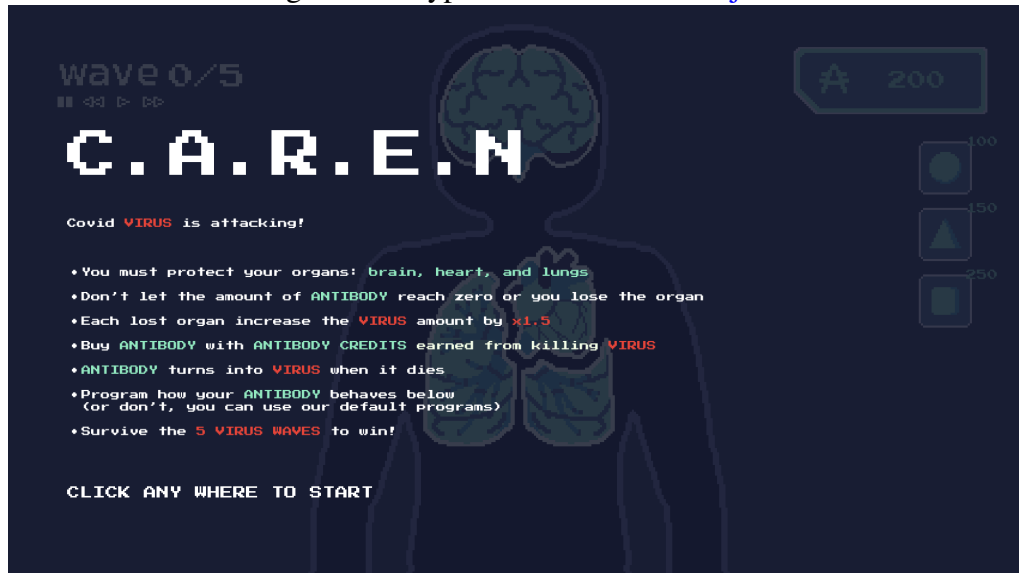 wave 0/5
200
C.A.R.E.N
100
Covid VIRUS is attacking!
150
•You must protect your organs: brain, heart, and lungs
250
•Don't let the amount of ANTIBODY reach zero or you lose the organ
•Each lost organ increase the VIRUS amount by x1.5
•Buy ANTIBODY with ANTIBODY CREDITS earned from killing VIRUS
•ANTIBODY turns into VIRUS when it dies
•Program how your ANTIBODY behaves below
(or don't, you can use our default programs)
•Survive the 5 VIRUS WAVES to win!
CLICK ANY WHERE TO START